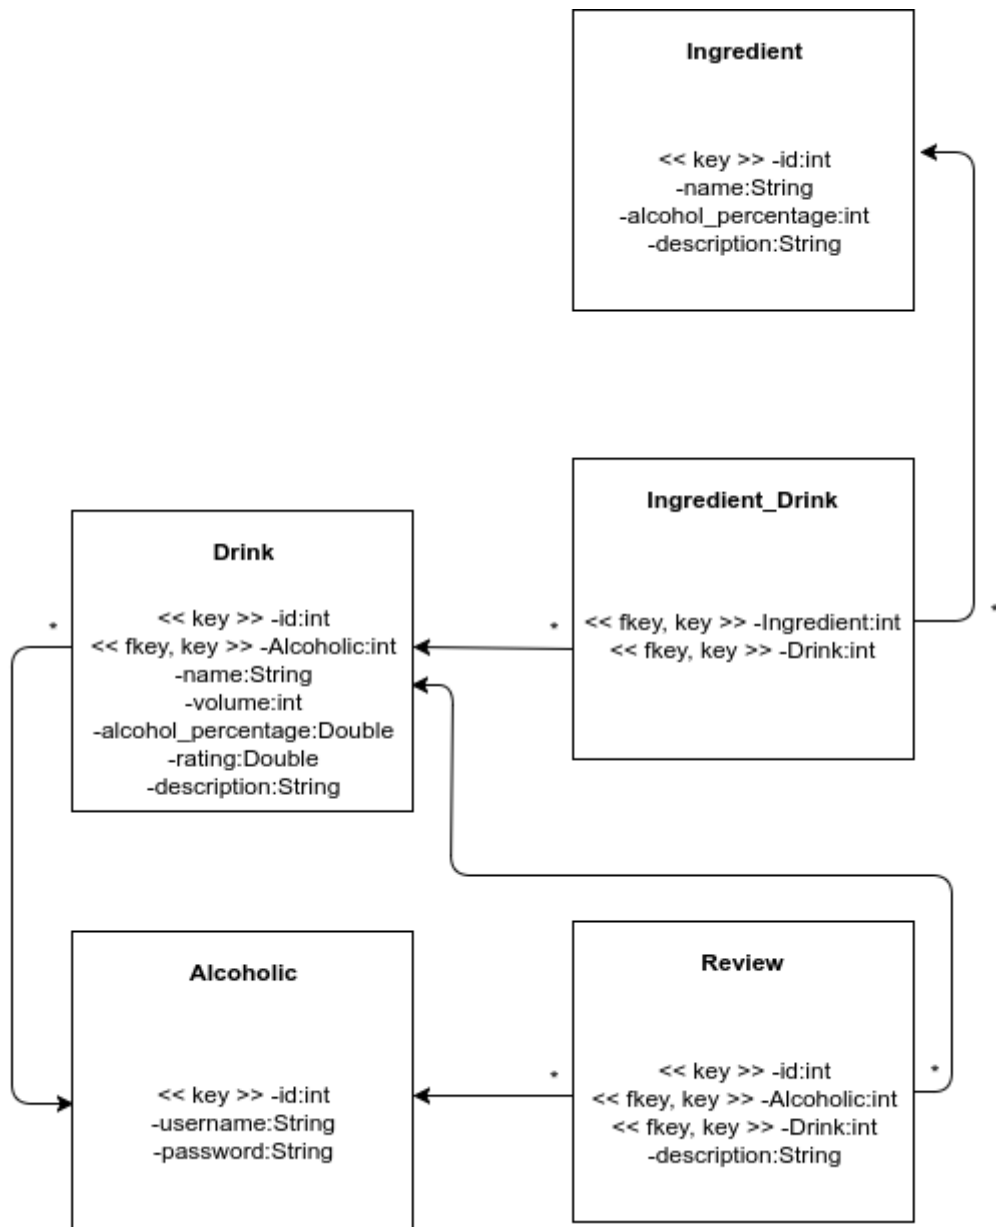 Ingredient
<< key >> -id:int
-name:String
-alcohol_percentage:int
-description:String
Ingredient_Drink
<< fkey, key >> -Ingredient:int
<< fkey, key >> -Drink:int
*
*
Drink
<< key >> -id:int
<< fkey, key >> -Alcoholic:int
-name:String
-volume:int
-alcohol_percentage:Double
-rating:Double
-description:String
*
Alcoholic
<< key >> -id:int
-username:String
-password:String
Review
<< key >> -id:int
<< fkey, key >> -Alcoholic:int
<< fkey, key >> -Drink:int
-description:String
*
*